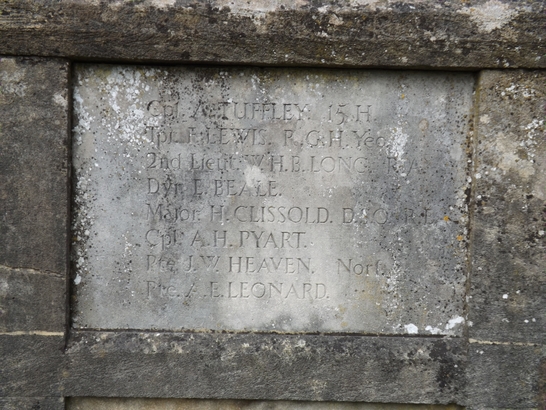 Cpl. A. TUFFLEY. 15.H.
Tpr. F. LEWIS. R.G.H. Yeo
2nd Lieut. W.H.B. LONG. R.A.
Dvr. E. BEALE.
Major. H. CLISSOLD. D.S.O. R.E.
Cpl. A.H. PYART.
Pte. J.W. HEAVEN. Norf.
Pte. A.E. LEONARD.